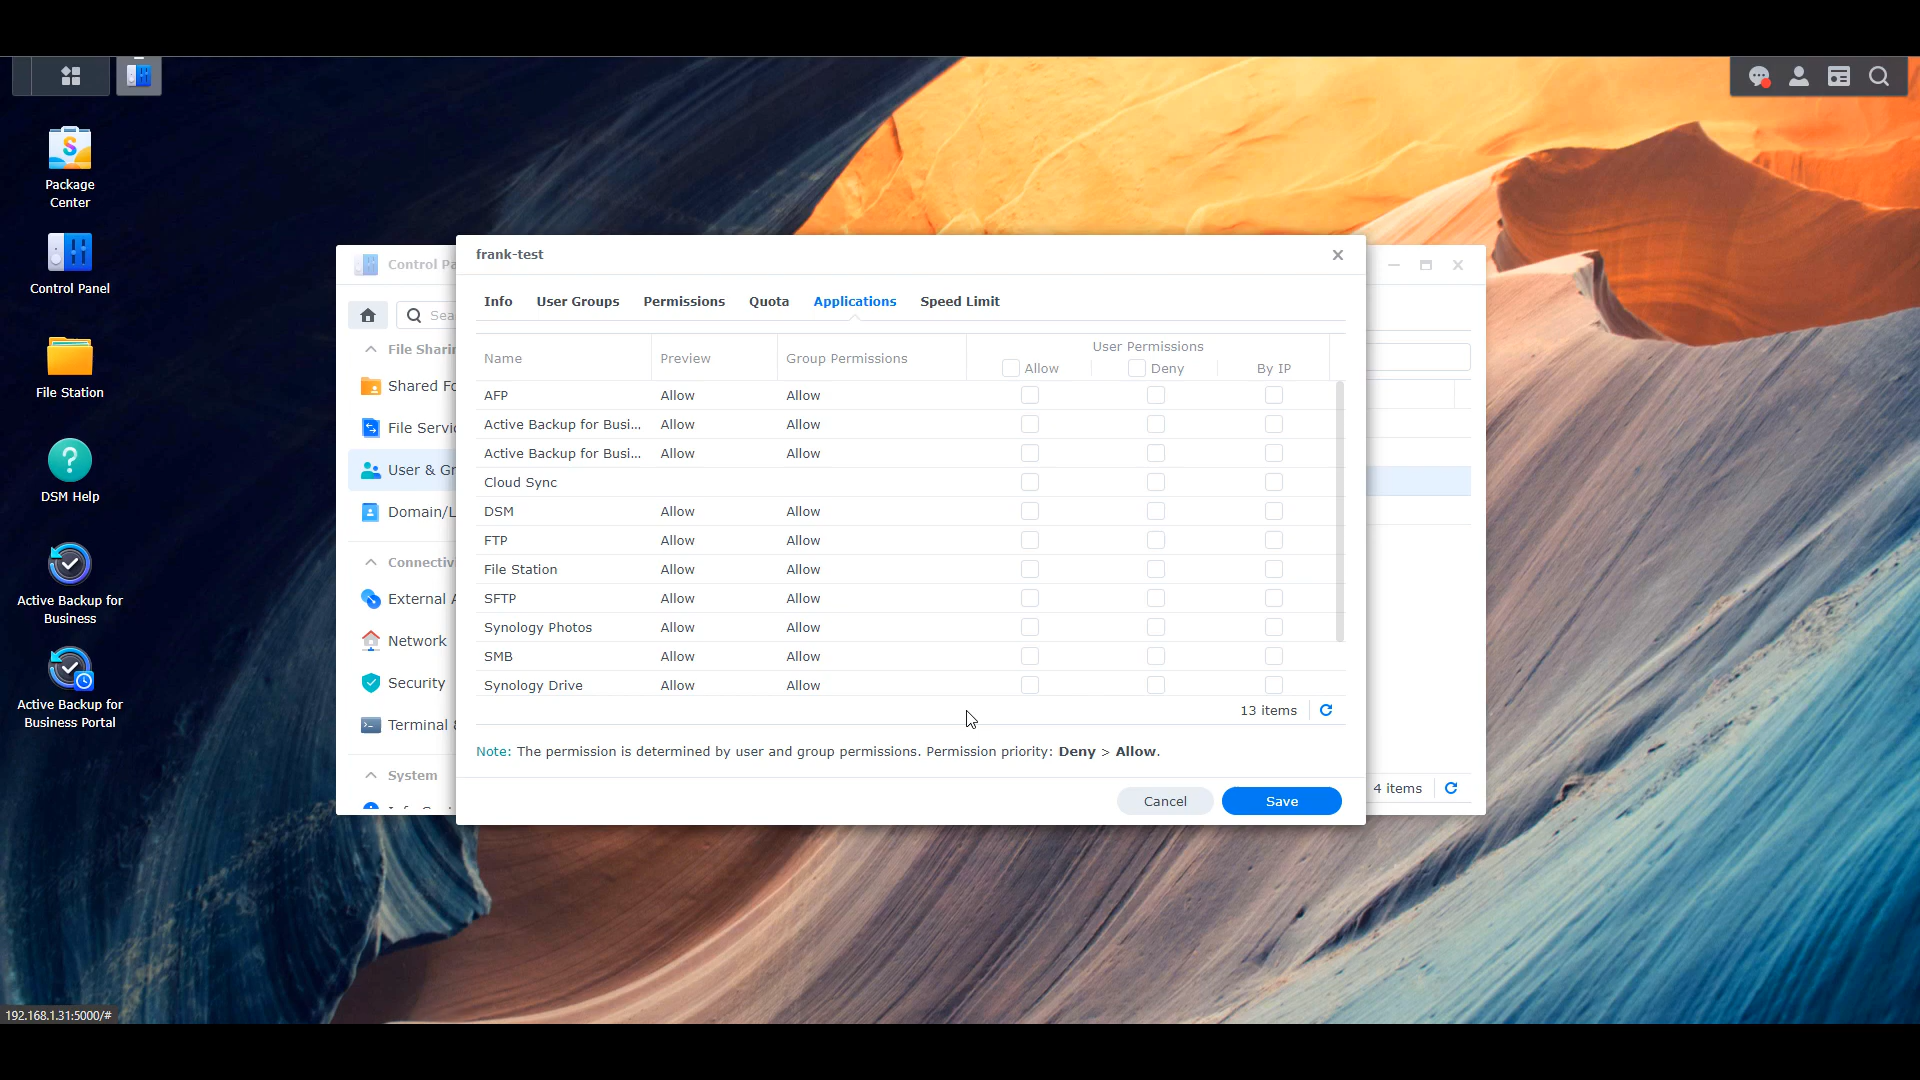 Package
Center
Control Panel
File Station
DSM Help
Active Backup for
Business
Active Backup for
Business Portal
Control Pa
Sea
File Sharin
Shared Fo
File Servic
User & Gr
Domain/L
Connectivi
External A
Network
Security
Terminal &
System
4 items
frank-test
Info User Groups Permissions Quota Applications Speed Limit
Name Preview Group Permissions User Permissions
Allow Deny By IP
AFP Allow Allow
Active Backup for Busi... Allow Allow
Active Backup for Busi... Allow Allow
Cloud Sync
DSM Allow Allow
FTP Allow Allow
File Station Allow Allow
SFTP Allow Allow
Synology Photos Allow Allow
SMB Allow Allow
Synology Drive Allow Allow
13 items
Note: The permission is determined by user and group permissions. Permission priority: Deny > Allow.
Cancel Save
192.168.1.31:5000/#